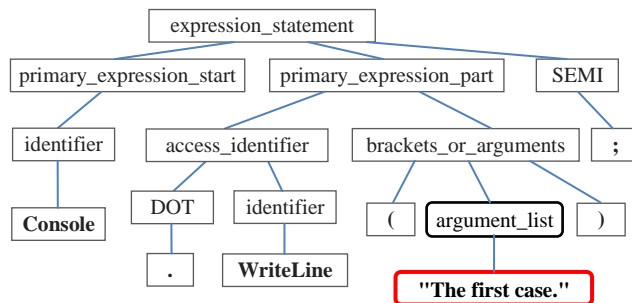 expression_statement
primary_expression_start primary_expression_part SEMI
identifier access_identifier brackets_or_arguments ;
Console DOT identifier ( argument_list )
. WriteLine "The first case."